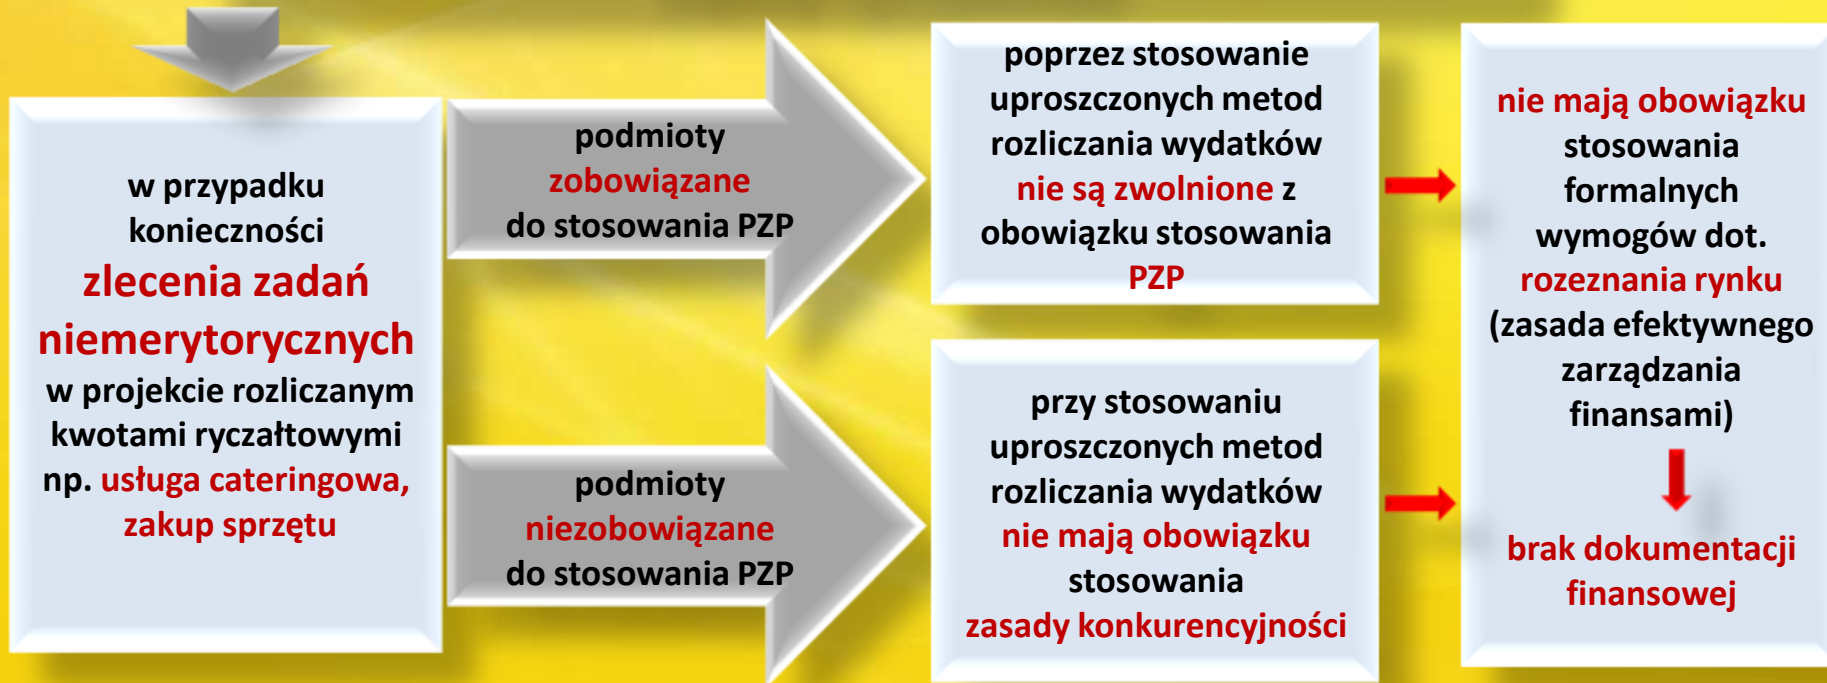 w przypadku
konieczności
zlecenia zadań
niemerytorycznych
w projekcie rozliczanym
kwotami ryczałtowymi
np. usługa cateringowa,
zakup sprzętu
podmioty
zobowiązane
do stosowania PZP
poprzez stosowanie
uproszczonych metod
rozliczania wydatków
nie są zwolnione z
obowiązku stosowania
PZP
podmioty
niezobowiązane
do stosowania PZP
przy stosowaniu
uproszczonych metod
rozliczania wydatków
nie mają obowiązku
stosowania
zasady konkurencyjności
nie mają obowiązku
stosowania
formalnych
wymogów dot.
rozeznania rynku
(zasada efektywnego
zarządzania
finansami)
brak dokumentacji
finansowej